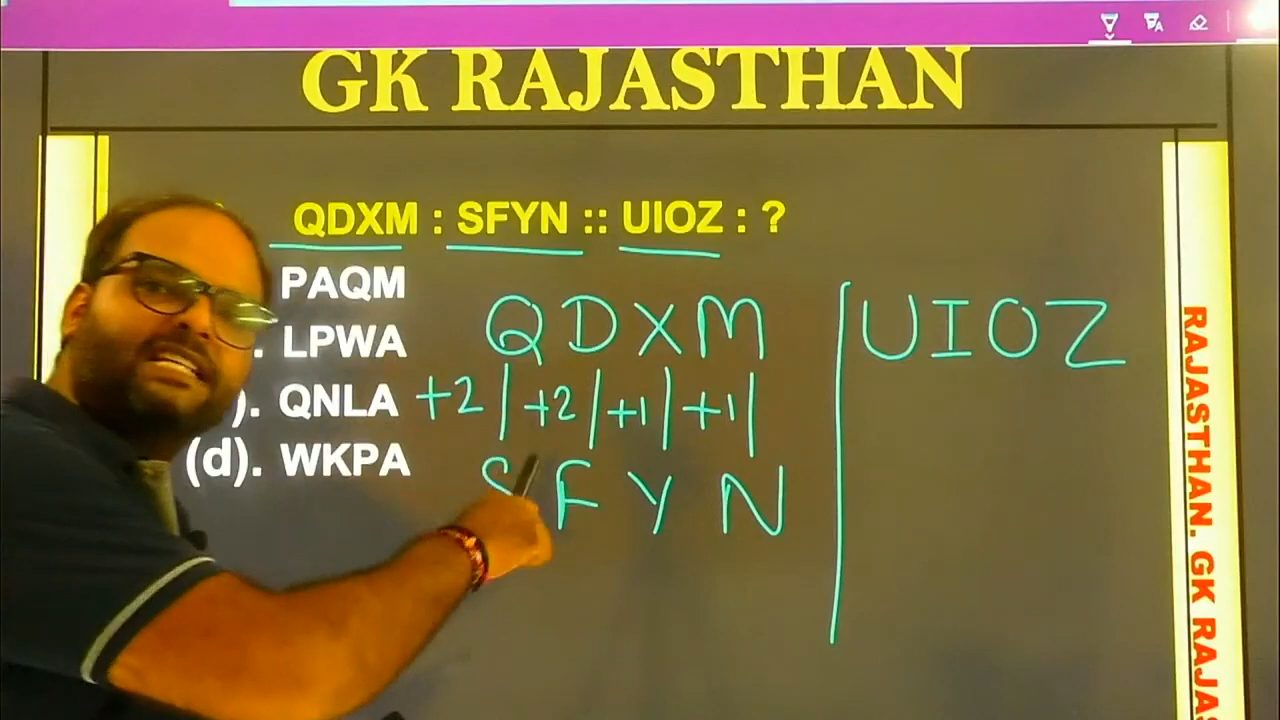 GK RAJASTHAN
QDXM : SFYN :: UIOZ : ?
PAQM
. LPWA
). QNLA
(d). WKPA
QDXM
+2 +2 +1 +1
SFYN
UIOZ
RAJASTHAN. GK RAJAS